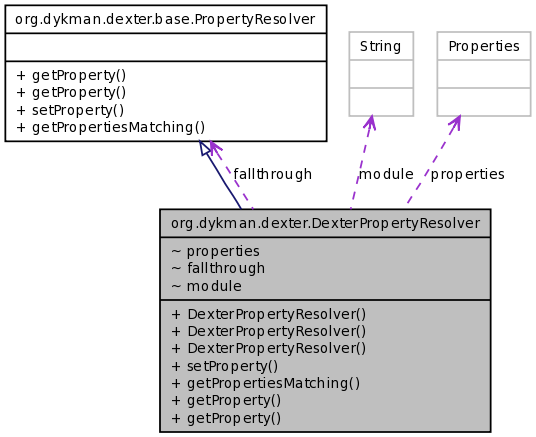 org.dykman.dexter.base.PropertyResolver
+ getProperty()
+ getProperty()
+ setProperty()
+ getPropertiesMatching()
String
Properties
fallthrough
module
properties
org.dykman.dexter.DexterPropertyResolver
~ properties
~ fallthrough
~ module
+ DexterPropertyResolver()
+ DexterPropertyResolver()
+ DexterPropertyResolver()
+ setProperty()
+ getPropertiesMatching()
+ getProperty()
+ getProperty()